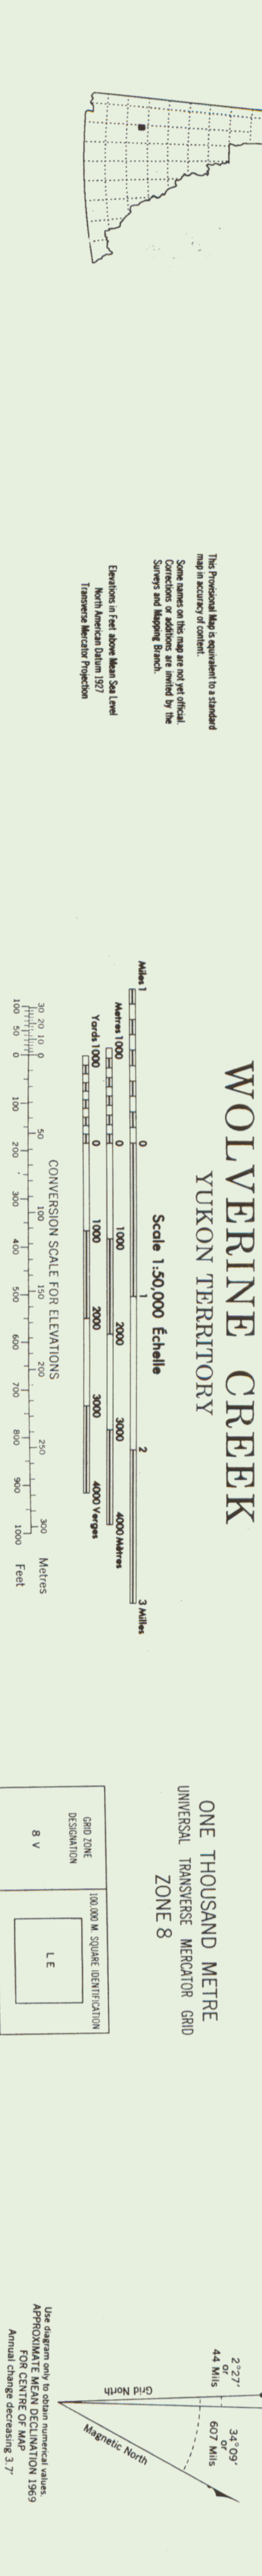 This Provisional Map is equivalent to a standard
map in accuracy of content.
Some names on this map are not yet official.
Corrections or additions are invited by the
Surveys and Mapping Branch.
Elevations in Feet above Mean Sea Level
North American Datum 1927
Transverse Mercator Projection
WOLVERINE CREEK
YUKON TERRITORY
Scale 1:50,000 Échelle
Miles 1 0 1 2 3 Milles
Metres 1000 0 1000 2000 3000 4000 Mètres
Yards 1000 0 1000 2000 3000 4000 Verges
CONVERSION SCALE FOR ELEVATIONS
30 20 10 0 50 100 150 200 250 300 Metres
100 50 0 100 200 300 400 500 600 700 800 900 1000 Feet
ONE THOUSAND METRE
UNIVERSAL TRANSVERSE MERCATOR GRID
ZONE 8
GRID ZONE
DESIGNATION
8 V
100,000 M. SQUARE IDENTIFICATION
L E
2°27'
or
44 Mils
34°09'
or
607 Mils
Grid North
Magnetic North
Use diagram only to obtain numerical values.
APPROXIMATE MEAN DECLINATION 1969
FOR CENTRE OF MAP
Annual change decreasing 3.7'